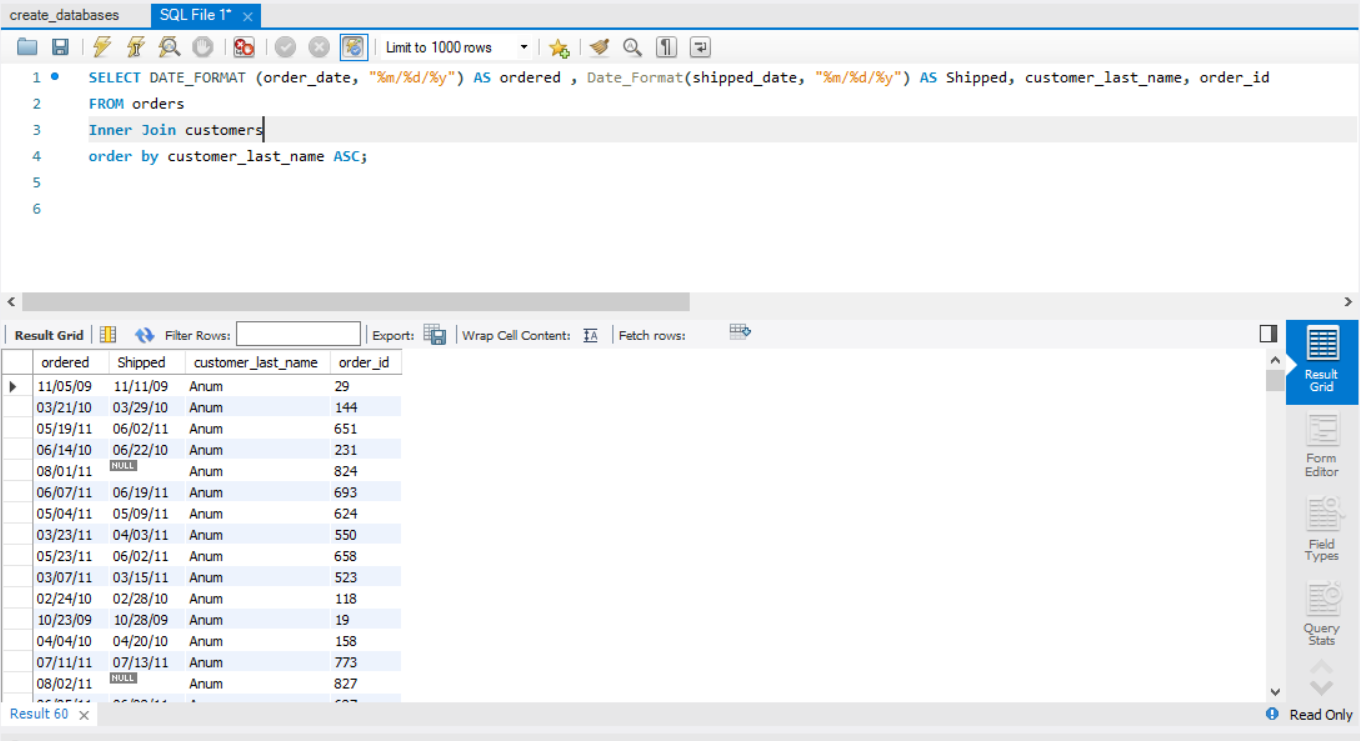 create_databases SQL File 1* ×
Limit to 1000 rows
1 SELECT DATE_FORMAT (order_date, "%m/%d/%y") AS ordered , Date_Format(shipped_date, "%m/%d/%y") AS Shipped, customer_last_name, order_id
2 FROM orders
3 Inner Join customers
4 order by customer_last_name ASC;
5
6
Result Grid Filter Rows: Export: Wrap Cell Content: Fetch rows:
ordered Shipped customer_last_name order_id
11/05/09 11/11/09 Anum 29
03/21/10 03/29/10 Anum 144
05/19/11 06/02/11 Anum 651
06/14/10 06/22/10 Anum 231
08/01/11 NULL Anum 824
06/07/11 06/19/11 Anum 693
05/04/11 05/09/11 Anum 624
03/23/11 04/03/11 Anum 550
05/23/11 06/02/11 Anum 658
03/07/11 03/15/11 Anum 523
02/24/10 02/28/10 Anum 118
10/23/09 10/28/09 Anum 19
04/04/10 04/20/10 Anum 158
07/11/11 07/13/11 Anum 773
08/02/11 NULL Anum 827
Result
Grid
Form
Editor
Field
Types
Query
Stats
Result 60 × Read Only